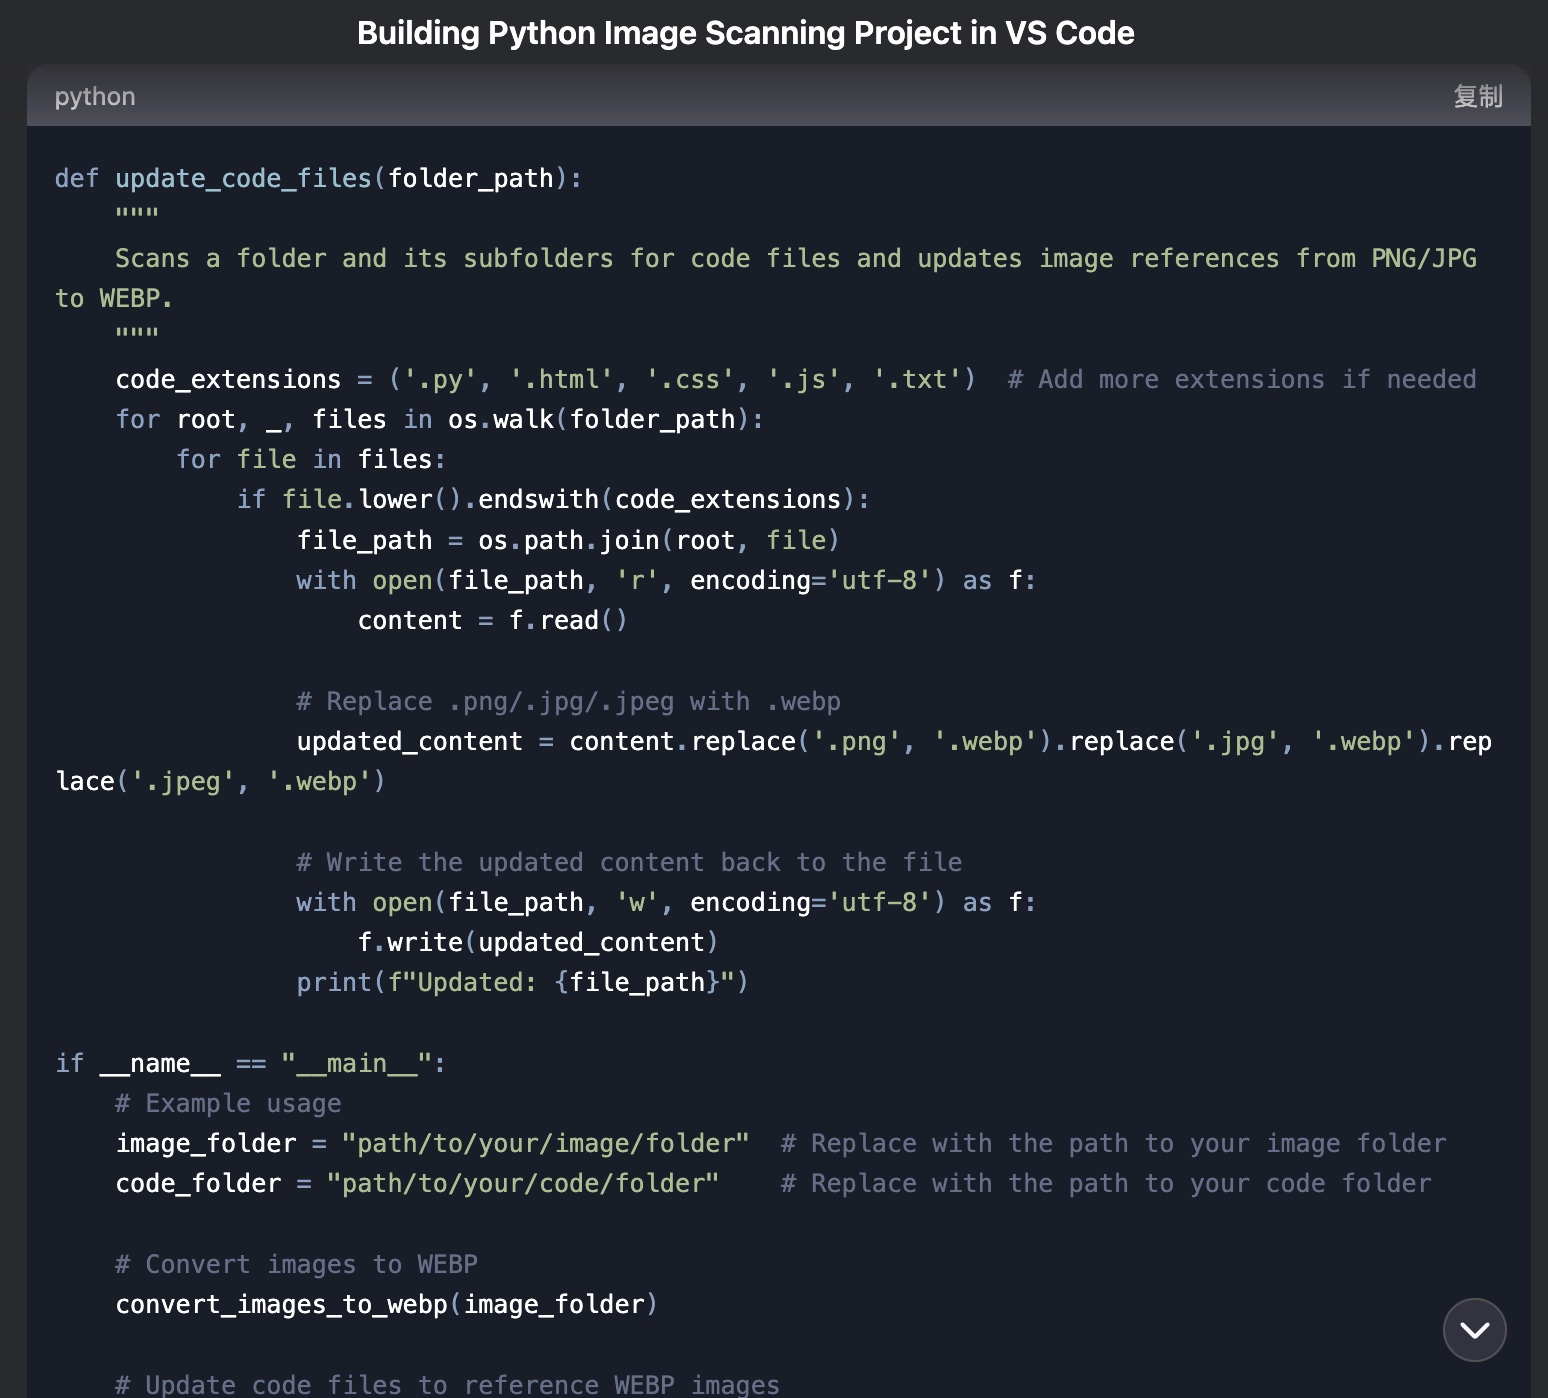 Building Python Image Scanning Project in VS Code
python
复制
def update_code_files(folder_path):
    """
    Scans a folder and its subfolders for code files and updates image references from PNG/JPG
to WEBP.
    """
    code_extensions = ('.py', '.html', '.css', '.js', '.txt')  # Add more extensions if needed
    for root, _, files in os.walk(folder_path):
        for file in files:
            if file.lower().endswith(code_extensions):
                file_path = os.path.join(root, file)
                with open(file_path, 'r', encoding='utf-8') as f:
                    content = f.read()

                # Replace .png/.jpg/.jpeg with .webp
                updated_content = content.replace('.png', '.webp').replace('.jpg', '.webp').rep
lace('.jpeg', '.webp')

                # Write the updated content back to the file
                with open(file_path, 'w', encoding='utf-8') as f:
                    f.write(updated_content)
                print(f"Updated: {file_path}")

if __name__ == "__main__":
    # Example usage
    image_folder = "path/to/your/image/folder"  # Replace with the path to your image folder
    code_folder = "path/to/your/code/folder"    # Replace with the path to your code folder

    # Convert images to WEBP
    convert_images_to_webp(image_folder)

    # Update code files to reference WEBP images